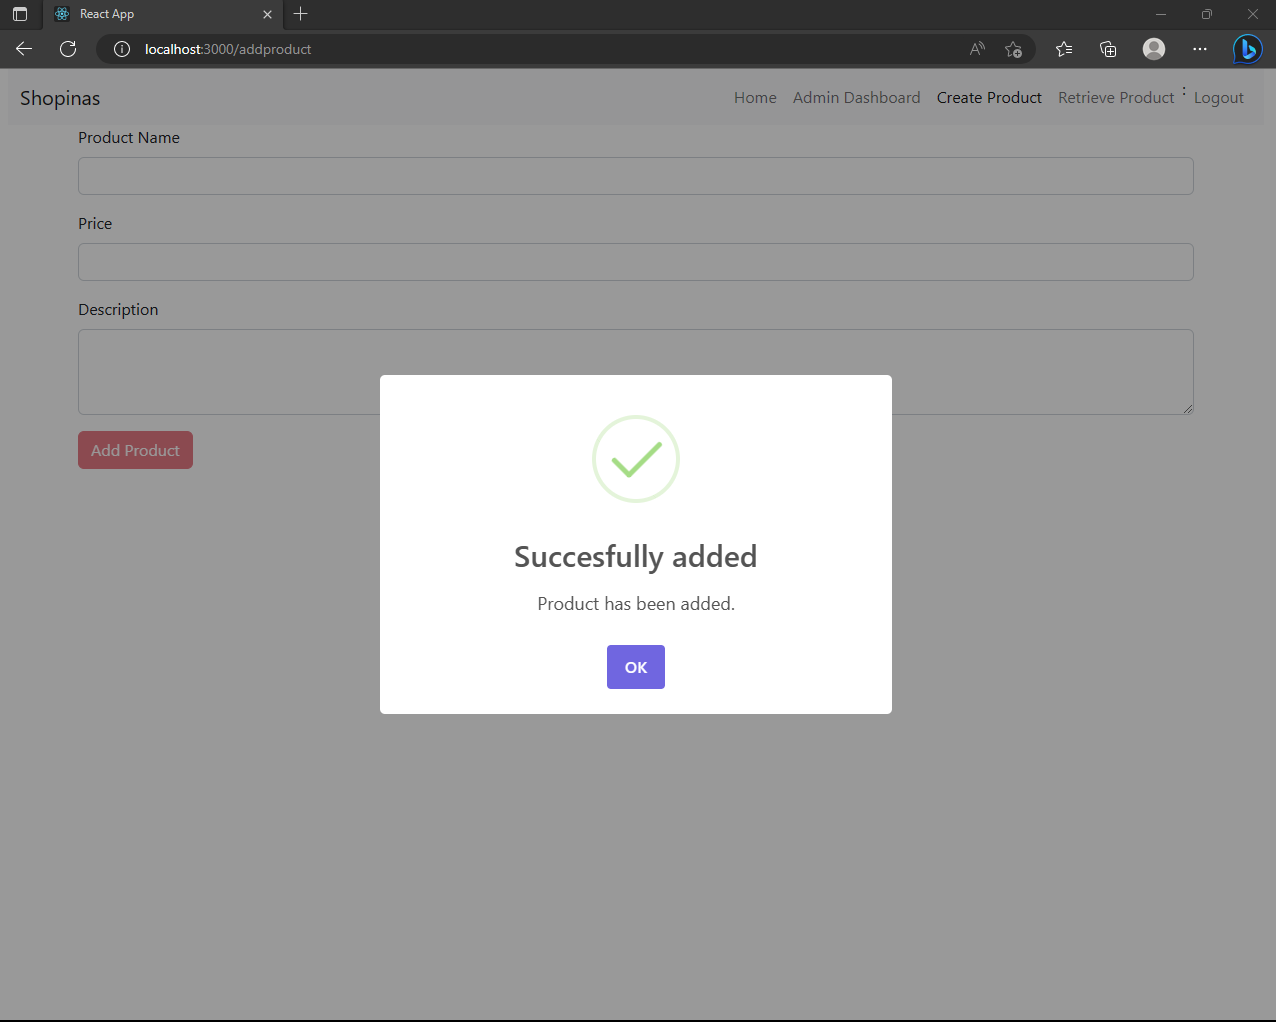 React App
localhost:3000/addproduct
Shopinas
Home Admin Dashboard Create Product Retrieve Product : Logout
Product Name
Price
Description
Add Product
Succesfully added
Product has been added.
OK